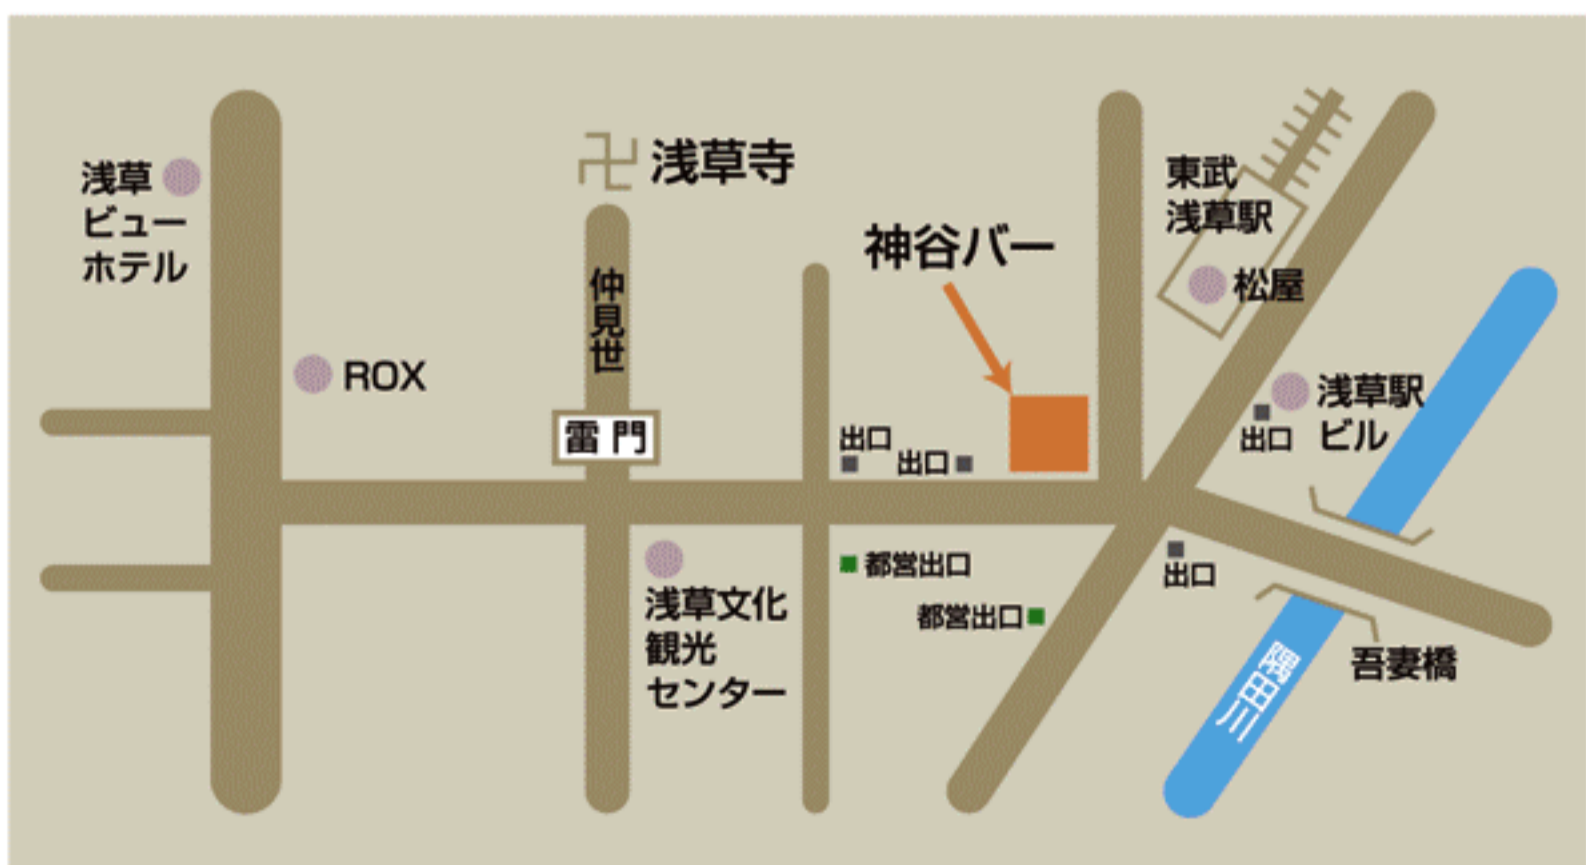 浅草
ビュー
ホテル
卍 浅草寺
仲見世
雷門
ROX
神谷バー
東武
浅草駅
松屋
浅草駅
ビル
出口
出口
出口
出口
都営出口
都営出口
浅草文化
観光
センター
吾妻橋
隅田川